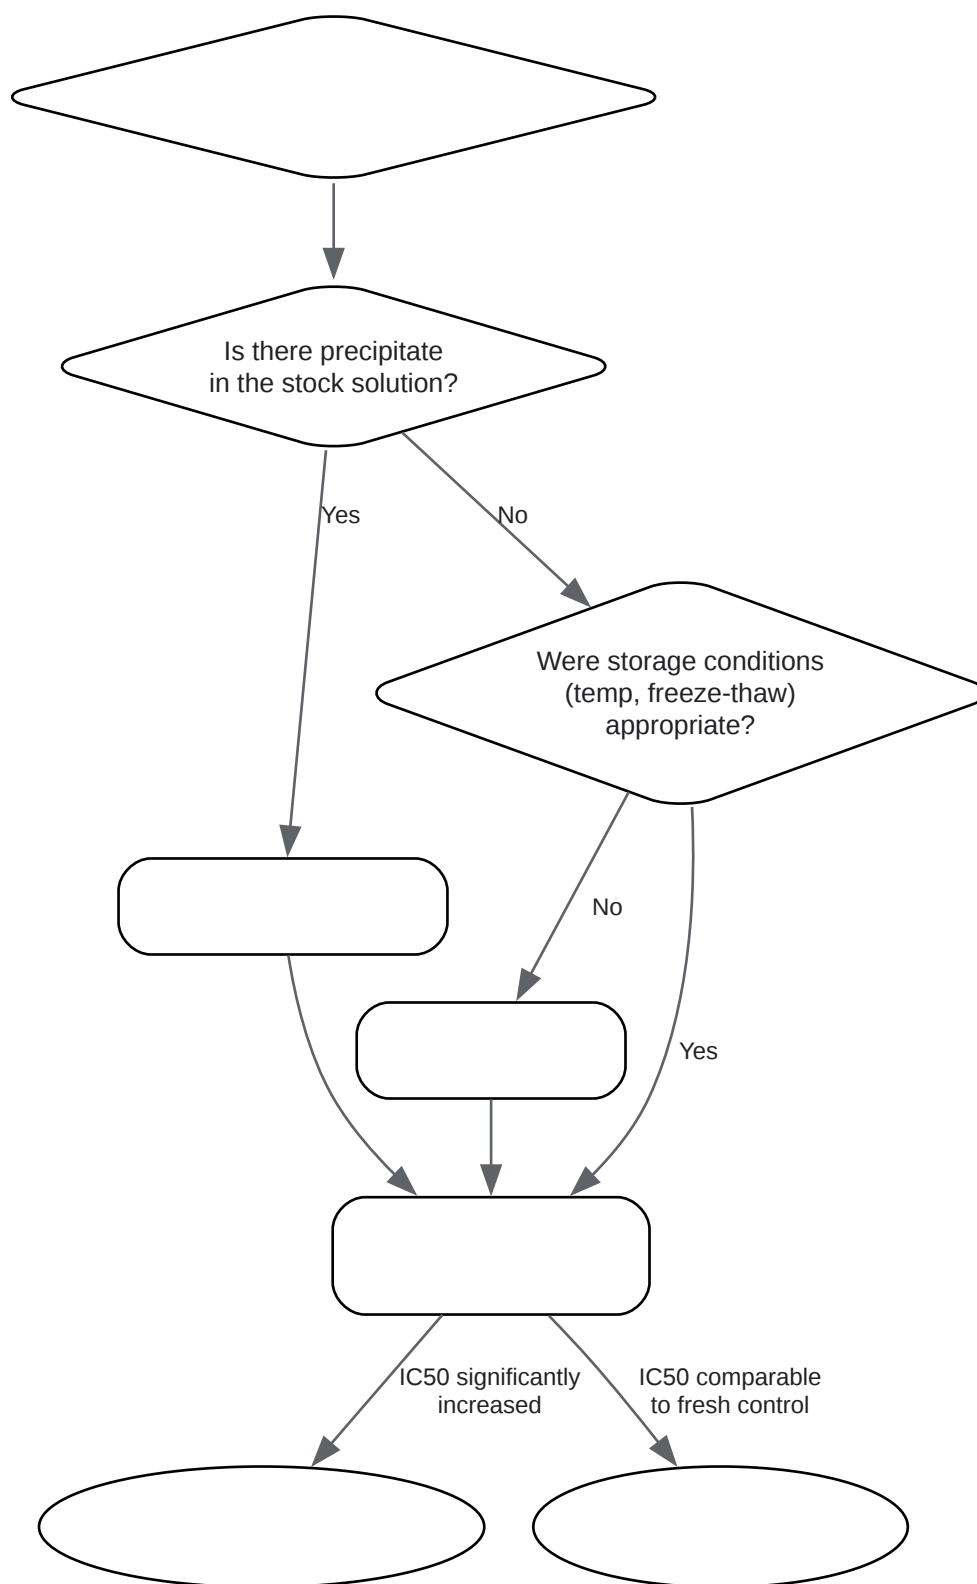 Is there precipitate
in the stock solution?
Yes
No
Were storage conditions
(temp, freeze-thaw)
appropriate?
No
Yes
IC50 significantly
increased
IC50 comparable
to fresh control